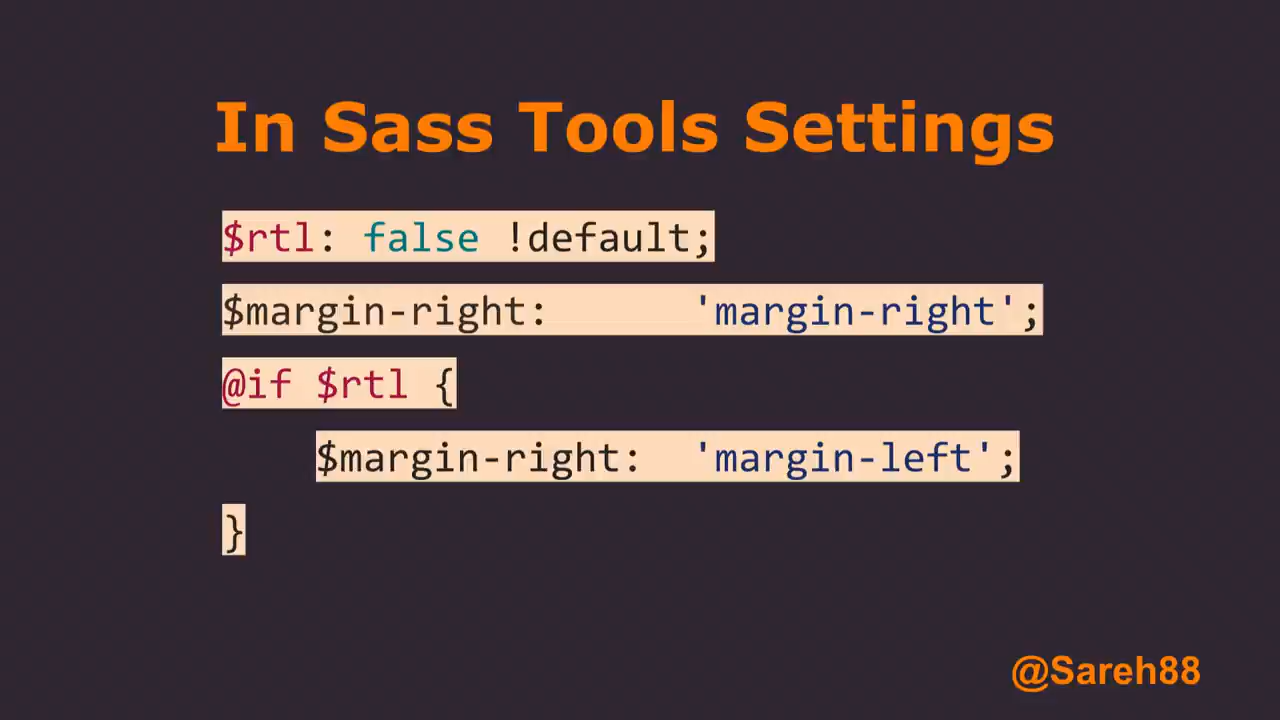 In Sass Tools Settings
$rtl: false !default;
$margin-right: 'margin-right';
@if $rtl {
$margin-right: 'margin-left';
}
@Sareh88